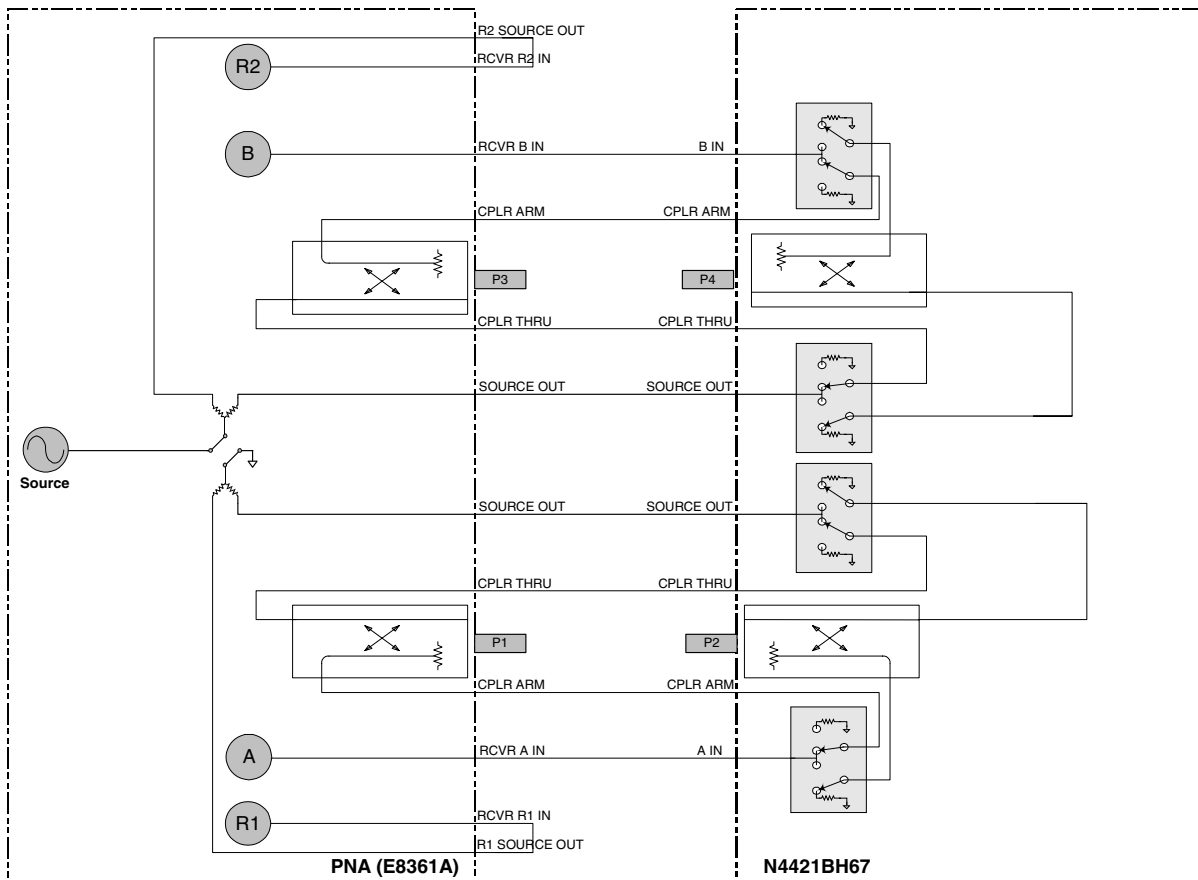 R2 SOURCE OUT
R2
RCVR R2 IN
B
RCVR B IN
B IN
CPLR ARM
CPLR ARM
P3
P4
CPLR THRU
CPLR THRU
SOURCE OUT
SOURCE OUT
Source
SOURCE OUT
SOURCE OUT
CPLR THRU
CPLR THRU
P1
P2
CPLR ARM
CPLR ARM
A
RCVR A IN
A IN
R1
RCVR R1 IN
R1 SOURCE OUT
PNA (E8361A)
N4421BH67